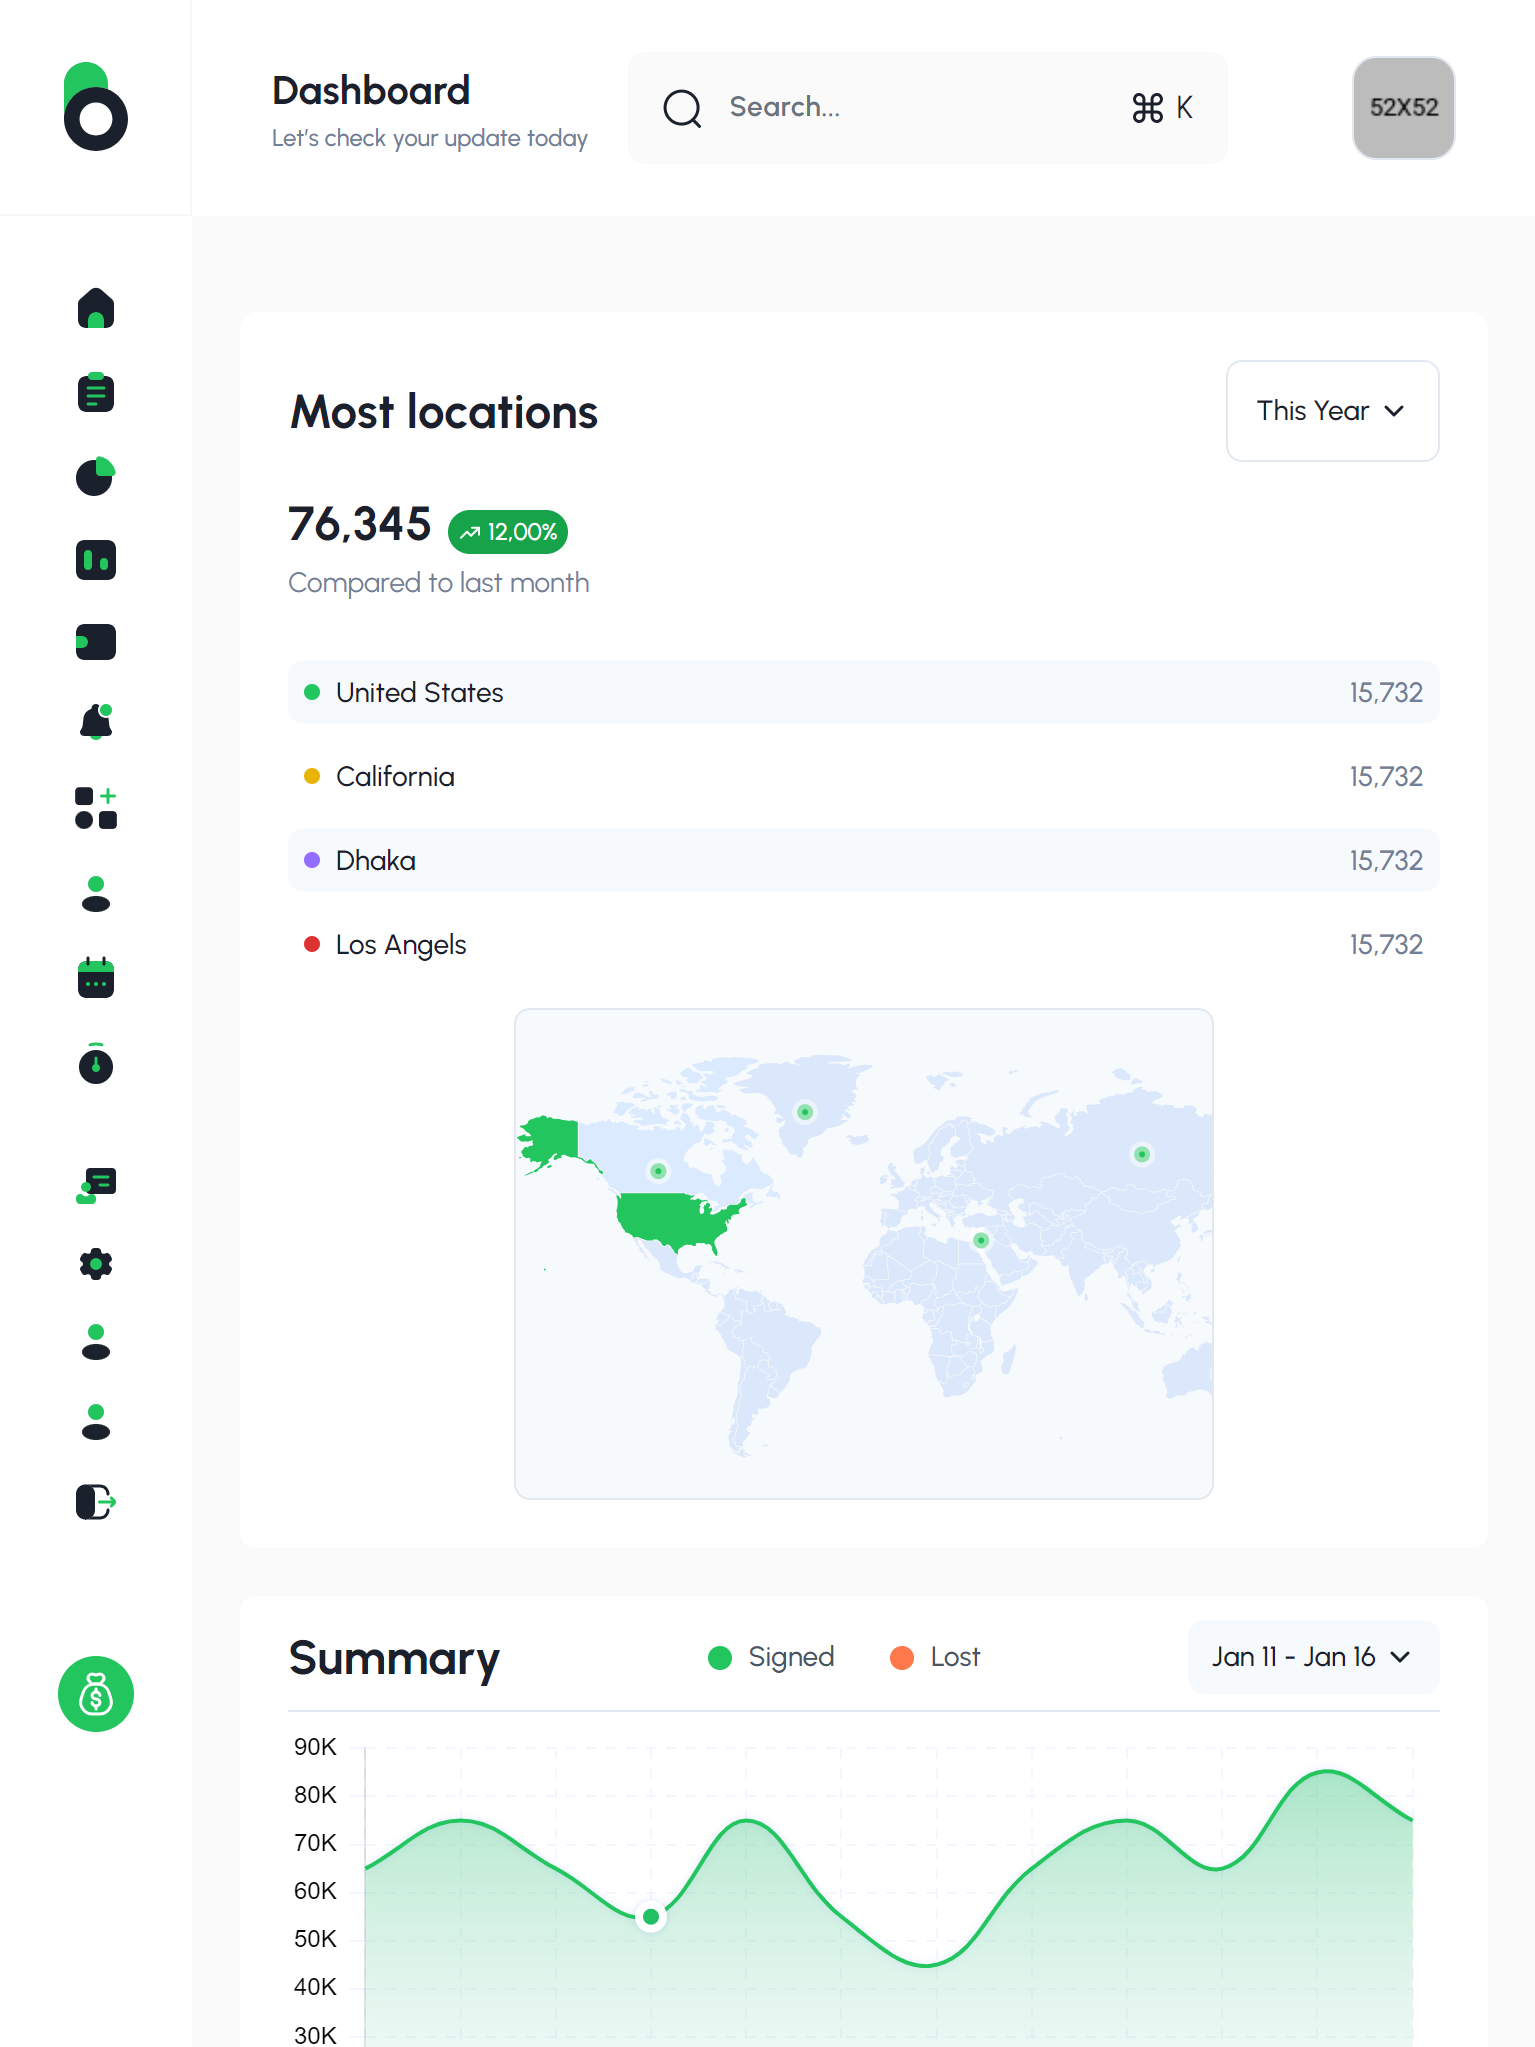 Dashboard
Let's check your update today
Search...
⌘ K
52X52
Most locations
This Year
76,345
12,00%
Compared to last month
United States
15,732
California
15,732
Dhaka
15,732
Los Angels
15,732
Summary
Signed
Lost
Jan 11 - Jan 16
90K
80K
70K
60K
50K
40K
30K